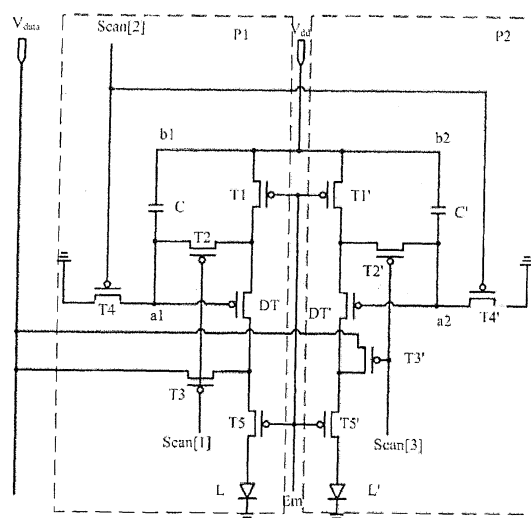 Vdata
Scan[2]
P1
Vdd
P2
b1
b2
C
T1
T1'
C'
T2
T2'
T4
a1
DT
DT'
a2
T4'
T3
T3'
Scan[1]
T5
T5'
Scan[3]
L
Em
L'